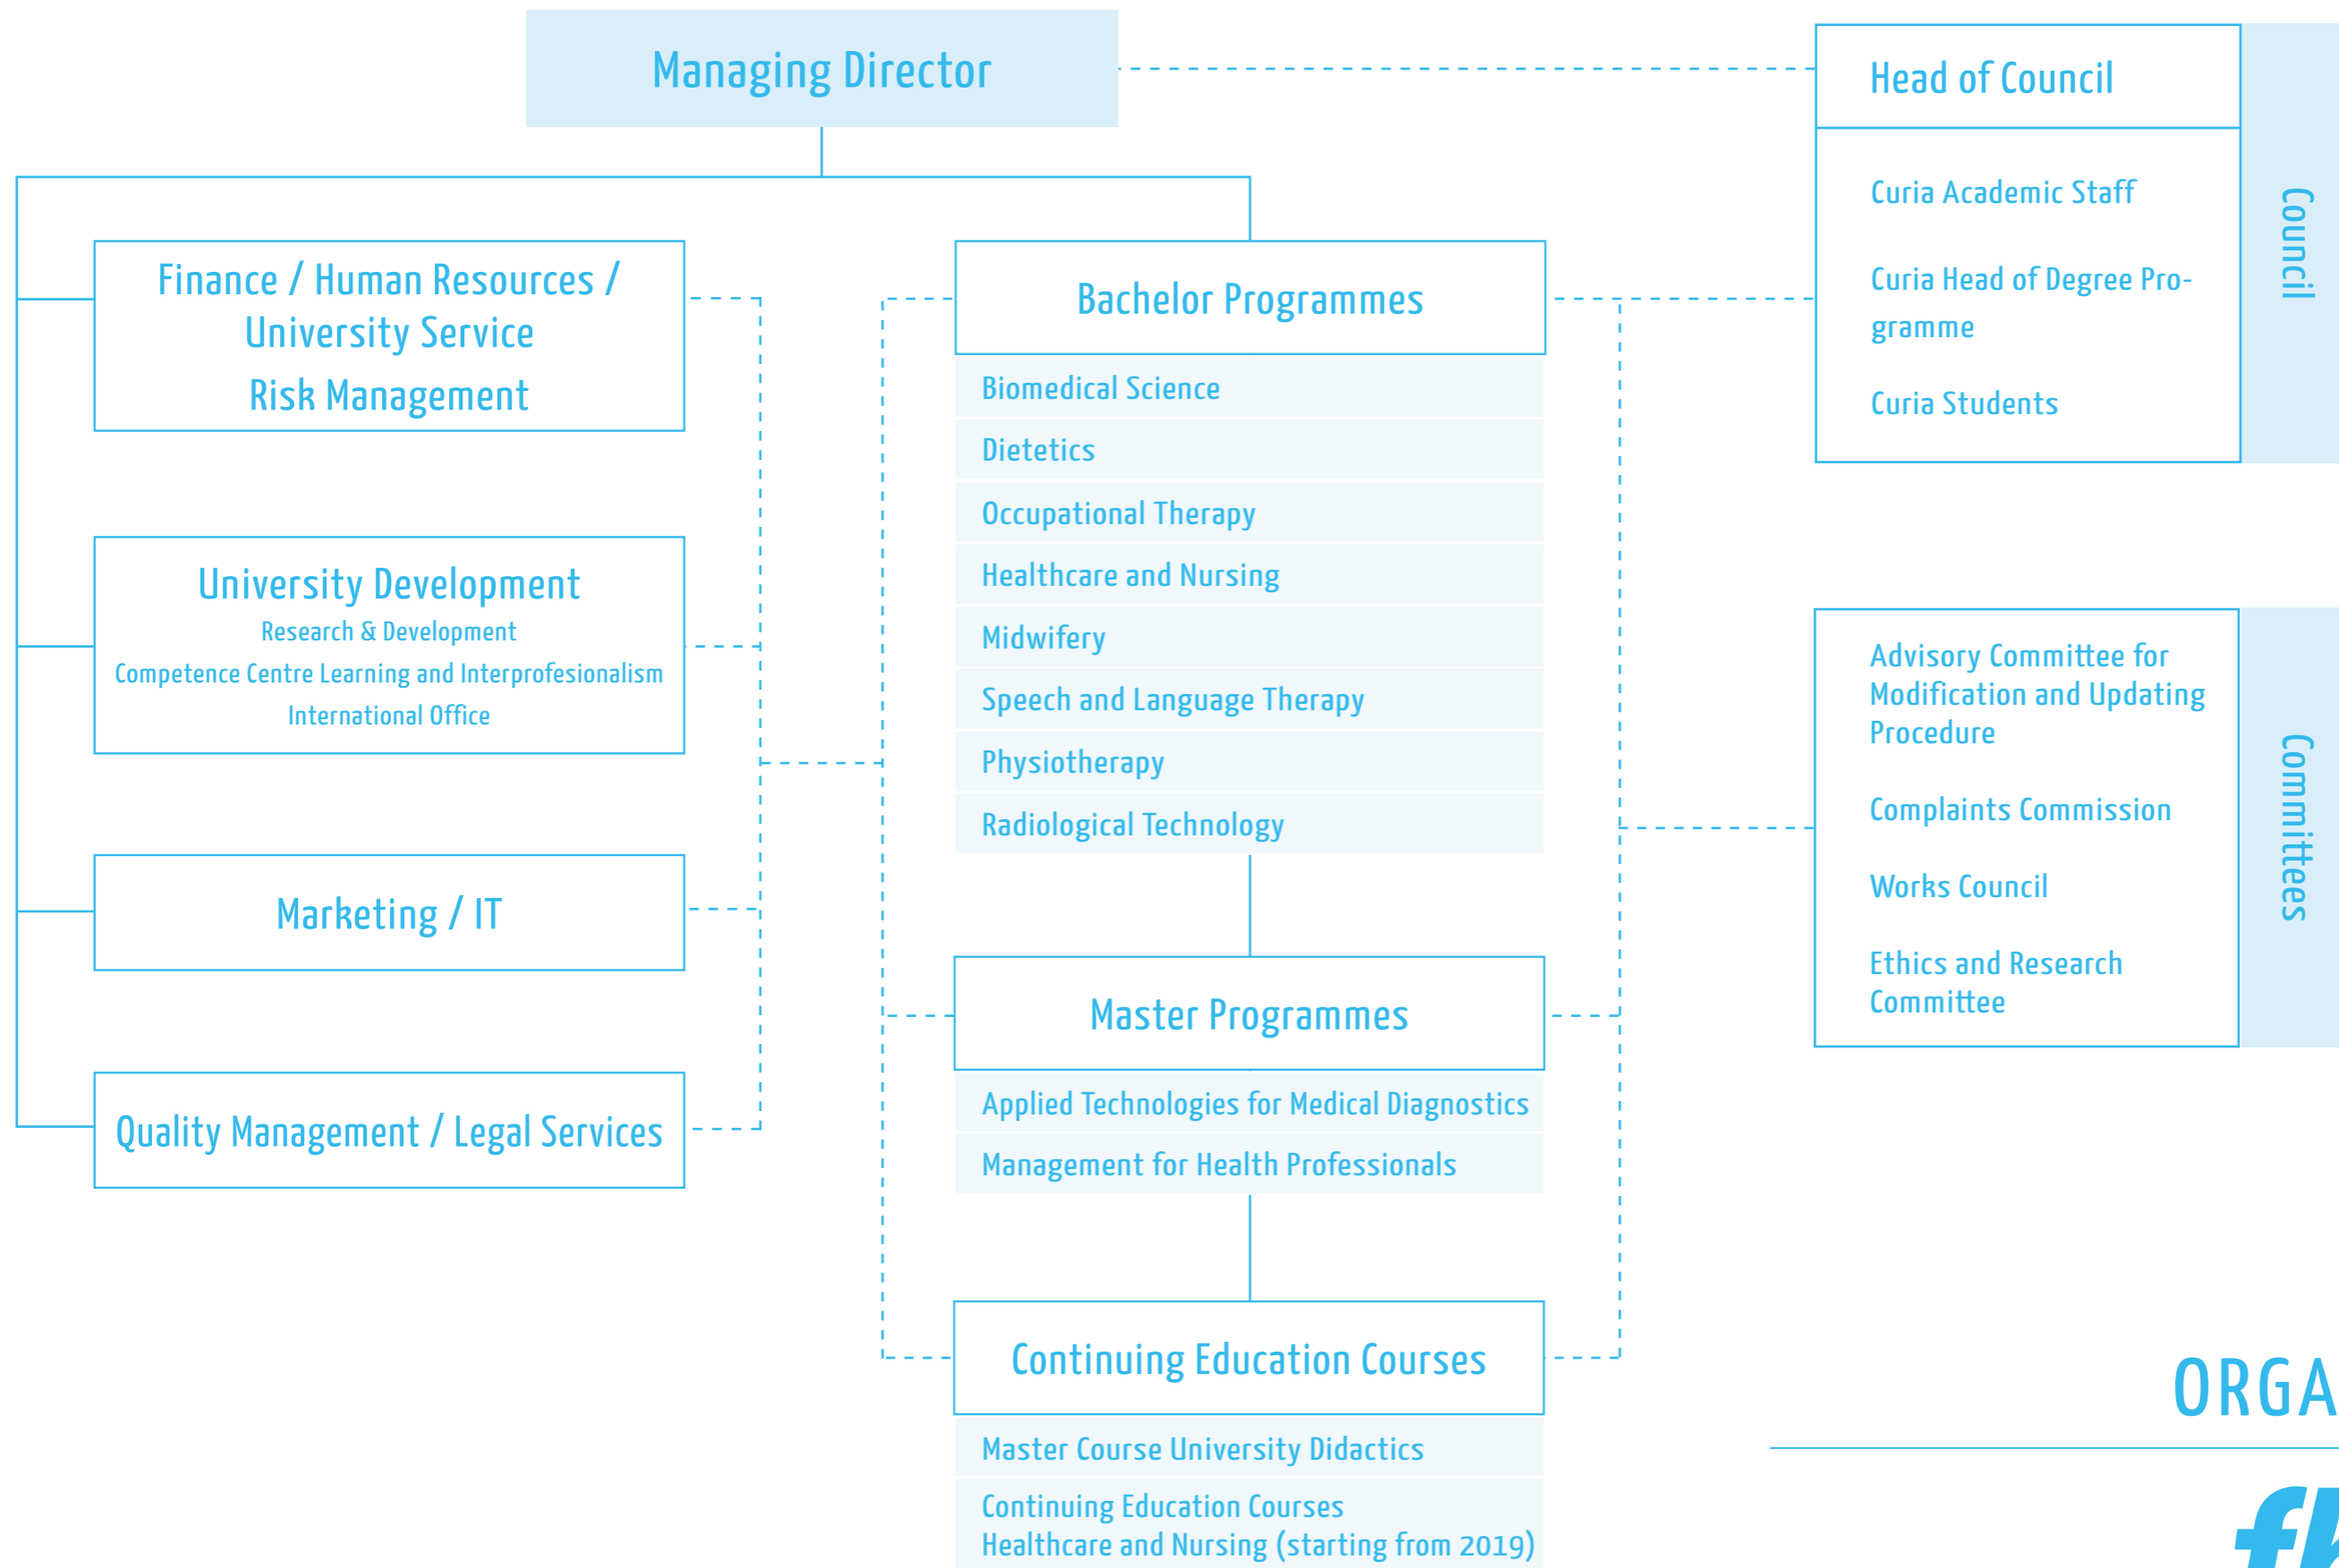 Managing Director
Finance / Human Resources /
University Service
Risk Management
University Development
Research & Development
Competence Centre Learning and Interprofesionalism
International Office
Marketing / IT
Quality Management / Legal Services
Bachelor Programmes
Biomedical Science
Dietetics
Occupational Therapy
Healthcare and Nursing
Midwifery
Speech and Language Therapy
Physiotherapy
Radiological Technology
Master Programmes
Applied Technologies for Medical Diagnostics
Management for Health Professionals
Continuing Education Courses
Master Course University Didactics
Continuing Education Courses
Healthcare and Nursing (starting from 2019)
Head of Council
Curia Academic Staff
Curia Head of Degree Pro-
gramme
Curia Students
Council
Advisory Committee for
Modification and Updating
Procedure
Complaints Commission
Works Council
Ethics and Research
Committee
Committees
ORGA